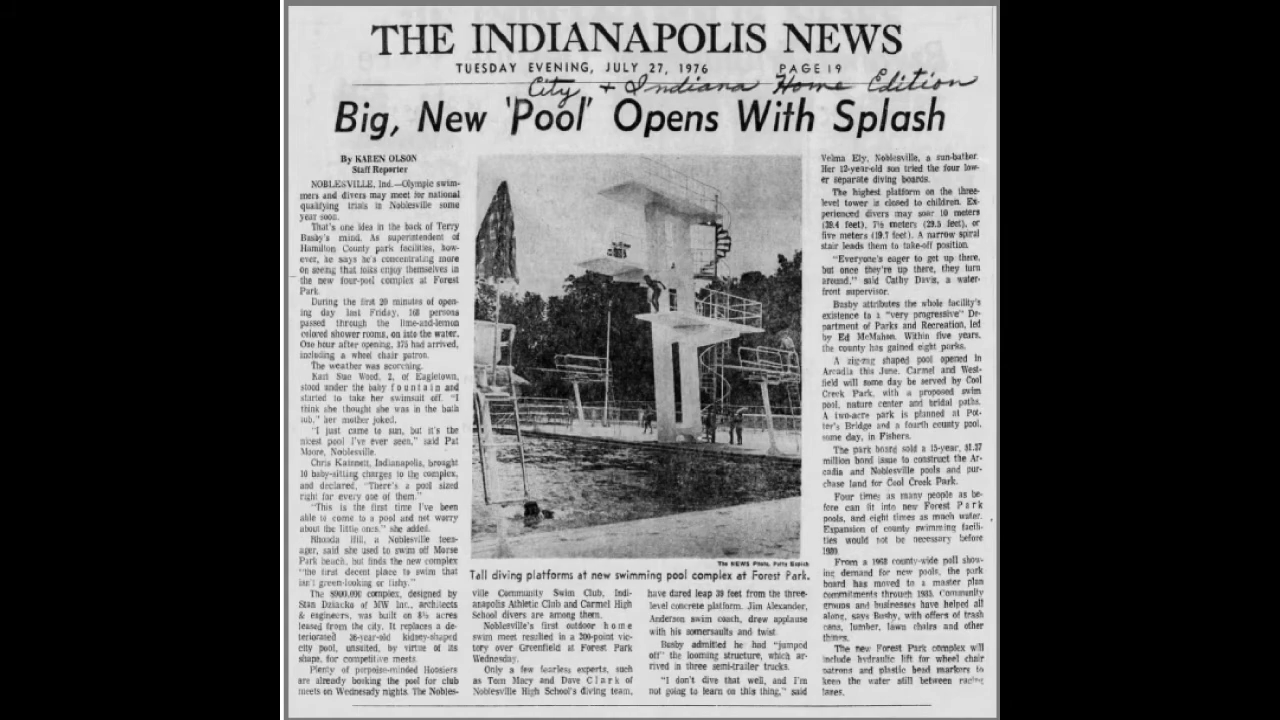 THE INDIANAPOLIS NEWS
TUESDAY EVENING, JULY 27, 1976 PAGE 19
City + Indiana Home Edition
Big, New 'Pool' Opens With Splash
By KAREN OLSON
Staff Reporter
NOBLESVILLE, Ind.—Olympic swim-
mers and divers may meet for national
qualifying trials in Noblesville some
year soon.
That's one idea in the back of Terry
Busby's mind. As superintendent of
Hamilton County park facilities, how-
ever, he says he's concentrating more
on seeing that folks enjoy themselves in
the new four-pool complex at Forest
Park.
During the first 20 minutes of open-
ing day last Friday, 168 persons
passed through the lime-and-lemon
colored shower rooms, on into the water.
One hour after opening, 375 had arrived,
including a wheel chair patron.
The weather was scorching.
Kari Sue Wood, 2, of Eagletown,
stood under the baby fountain and
started to take her swimsuit off. "I
think she thought she was in the bath
tub," her mother joked.
"I just came to sun, but it's the
nicest pool I've ever seen," said Pat
Moore, Noblesville.
Chris Indianapolis, brought
10 baby-sitting charges to the complex,
and declared, "There's a pool sized
right for every one of them."
"This is the first time I've been
able to come to a pool and not worry
about the little ones," she added.
Rhonda Hill, a Noblesville teen-
ager, said she used to swim off Morse
Park beach, but finds the new complex
"the first decent place to swim that
isn't green-looking or fishy."
The $900,000 complex, designed by
Stan of MW Inc., architects
& engineers, was built on 8½ acres
leased from the city. It replaces a de-
teriorated 36-year-old kidney-shaped
city pool, unsuited, by virtue of its
shape, for competitive meets.
Plenty of porpoise-minded Hoosiers
are already booking the pool for club
meets on Wednesady nights. The Nobles-
The NEWS Photo,
Tall diving platforms at new swimming pool complex at Forest Park.
ville Community Swim Club, Indi-
anapolis Athletic Club and Carmel High
School divers are among them.
Noblesville's first outdoor home
swim meet resulted in a 200-point vic-
tory over Greenfield at Forest Park
Wednesday.
Only a few fearless experts, such
as Tom Macy and Dave Clark of
Noblesville High School's diving team,
have dared leap 39 feet from the three-
level concrete platform. Jim Alexander,
Anderson swim coach, drew applause
with his somersaults and twist.
Busby admitted he had "jumped
off" the looming structure, which ar-
rived in three semi-trailer trucks.
"I don't dive that well, and I'm
not going to learn on this thing," said
Velma Ely, Noblesville, a sun-bather.
Her 12-year-old son tried the four low-
er separate diving boards.
The highest platform on the three-
level tower is closed to children. Ex-
perienced divers may soar 10 meters
(39.4 feet), 7½ meters (29.5 feet), or
five meters (19.7 feet). A narrow spiral
stair leads them to take-off position.
"Everyone's eager to get up there,
but once they're up there, they turn
around," said Cathy Davis, a water-
front supervisor.
Busby attributes the whole facility's
existence to a "very progressive" De-
partment of Parks and Recreation, led
by Ed McMahon. Within five years,
the county has gained eight parks.
A zig-zag shaped pool opened in
Arcadia this June. Carmel and West-
field will some day be served by Cool
Creek Park, with a proposed swim
pool, nature center and bridal paths.
A two-acre park is planned at Pot-
ter's Bridge and a fourth county pool,
some day, in Fishers.
The park board sold a 15-year, $1.37
million bond issue to construct the Ar-
cadia and Noblesville pools and pur-
chase land for Cool Creek Park.
Four times as many people as be-
fore can fit into new Forest Park
pools, and eight times as much water.
Expansion of county swimming facili-
ties would not be necessary before
From a 1968 county-wide poll show-
ing demand for new pools, the park
board has moved to a master plan
commitments through 1985. Community
groups and businesses have helped all
along, says Busby, with offers of trash
cans, lumber, lawn chairs and other
things.
The new Forest Park complex will
include hydraulic lift for wheel chair
patrons and plastic bead markers to
keep the water still between racing
lanes.